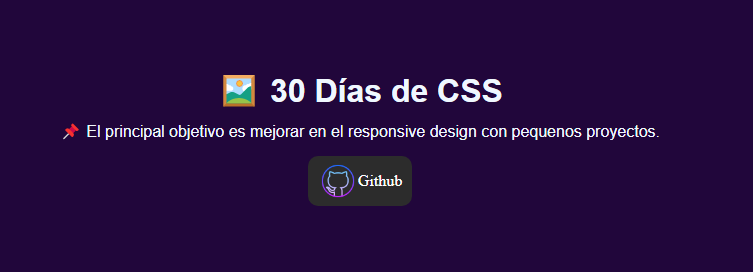 🖼️ 30 Días de CSS
📌 El principal objetivo es mejorar en el responsive design con pequenos proyectos.
Github